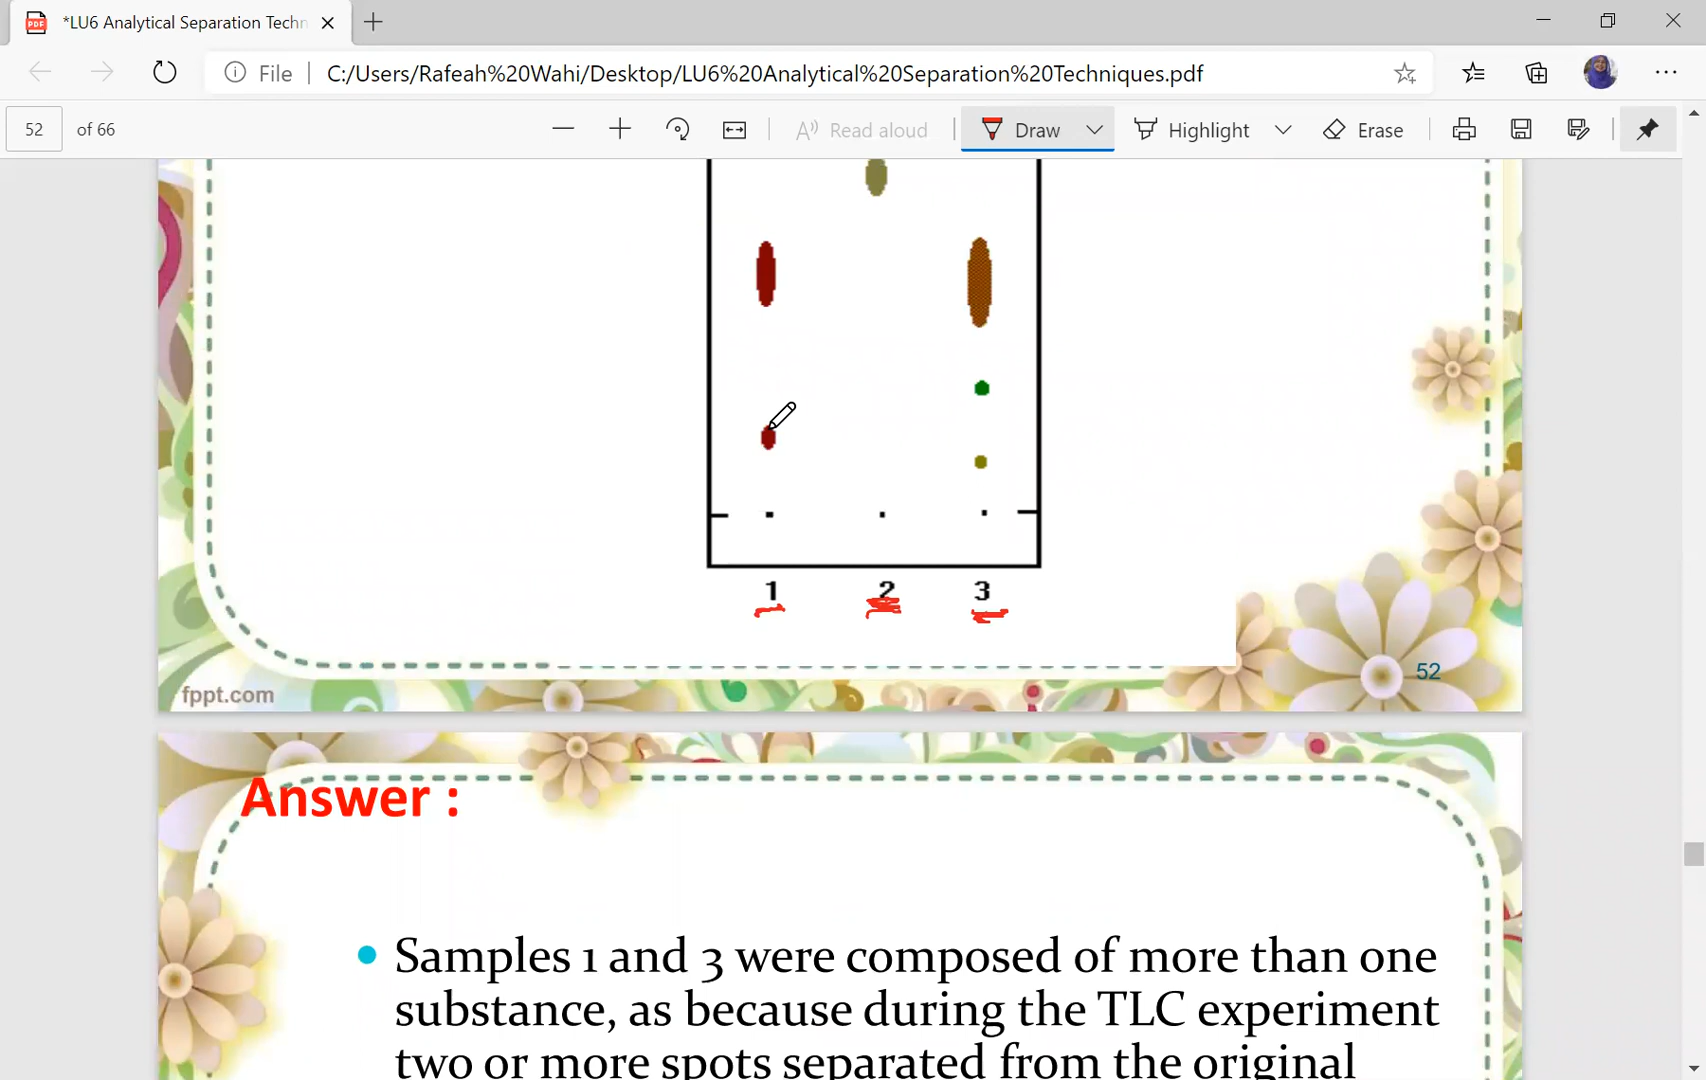 *LU6 Analytical Separation Techn
File
C:/Users/Rafeah%20Wahi/Desktop/LU6%20Analytical%20Separation%20Techniques.pdf
52 of 66
Read aloud
Draw
Highlight
Erase
1 2 3
52
fppt.com
Answer :
Samples 1 and 3 were composed of more than one
substance, as because during the TLC experiment
two or more spots separated from the original